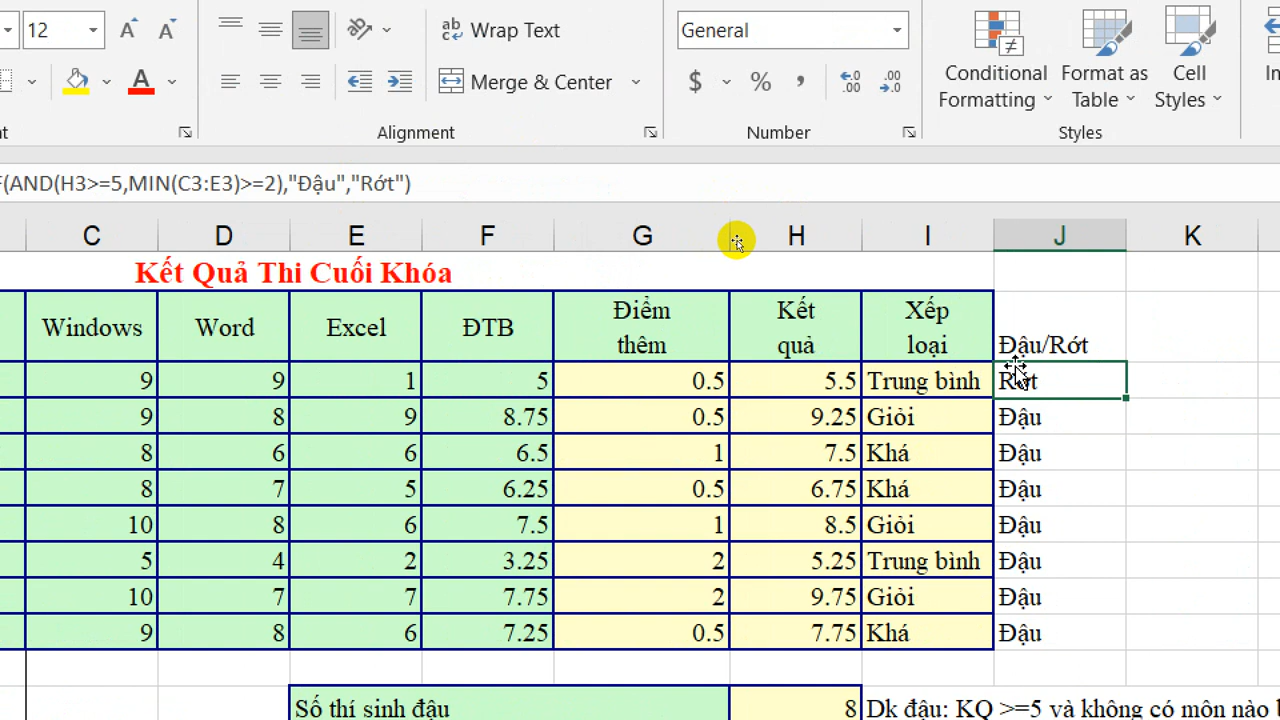 12
Wrap Text
General
Merge & Center
$ % ,
Conditional Formatting
Format as Table
Cell Styles
Alignment
Number
Styles
(AND(H3>=5,MIN(C3:E3)>=2),"Đậu","Rớt")
C D E F G H I J K
Kết Quả Thi Cuối Khóa
Windows Word Excel ĐTB Điểm thêm Kết quả Xếp loại Đậu/Rớt
9 9 1 5 0.5 5.5 Trung bình Rớt
9 8 9 8.75 0.5 9.25 Giỏi Đậu
8 6 6 6.5 1 7.5 Khá Đậu
8 7 5 6.25 0.5 6.75 Khá Đậu
10 8 6 7.5 1 8.5 Giỏi Đậu
5 4 2 3.25 2 5.25 Trung bình Đậu
10 7 7 7.75 2 9.75 Giỏi Đậu
9 8 6 7.25 0.5 7.75 Khá Đậu
Số thí sinh đậu 8 Dk đậu: KQ >=5 và không có môn nào